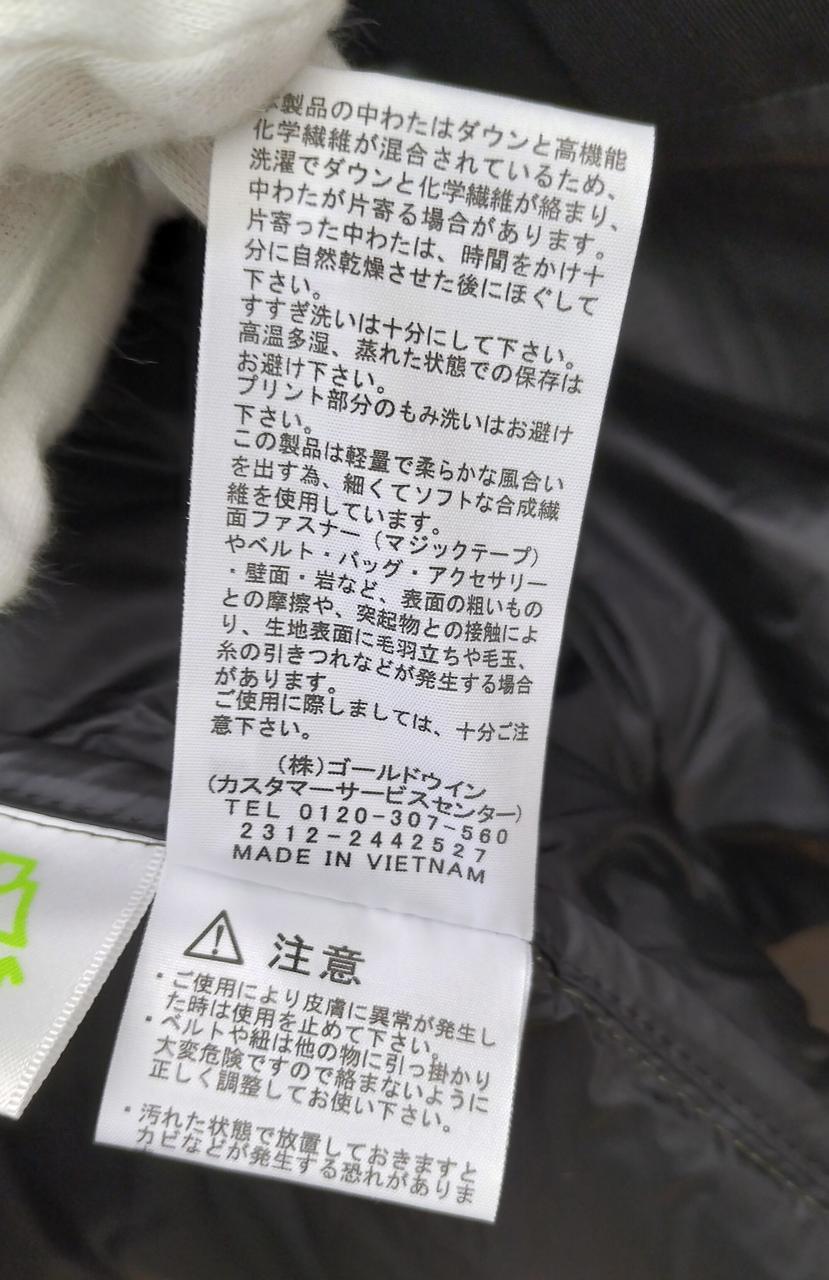 本製品の中わたはダウンと高機能
化学繊維が混合されているため、
洗濯でダウンと化学繊維が絡まり、
中わたが片寄る場合があります。
片寄った中わたは、時間をかけ十
分に自然乾燥させた後にほぐして
下さい。
すすぎ洗いは十分にして下さい。
高温多湿、蒸れた状態での保存は
お避け下さい。
プリント部分のもみ洗いはお避け
下さい。
この製品は軽量で柔らかな風合い
を出す為、細くてソフトな合成繊
維を使用しています。
面ファスナー（マジックテープ）
やベルト・バッグ・アクセサリー
・壁面・岩など、表面の粗いもの
との摩擦や、突起物との接触によ
り、生地表面に毛羽立ちや毛玉、
糸の引きつれなどが発生する場合
があります。
ご使用に際しましては、十分ご注
意下さい。
(株)ゴールドウイン
(カスタマーサービスセンター)
TEL 0120-307-560
2312-2442527
MADE IN VIETNAM
注意
・ご使用により皮膚に異常が発生し
た時は使用を止めて下さい。
・ベルトや紐は他の物に引っ掛かり
大変危険ですので絡まないように
正しく調整してお使い下さい。
・汚れた状態で放置しておきますと
カビなどが発生する恐れがありま